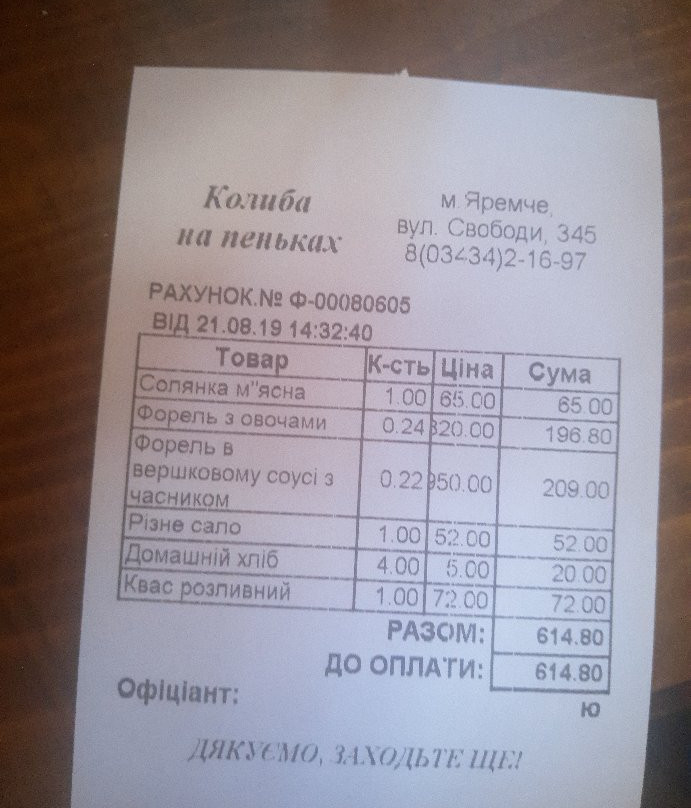 Колиба
на пеньках
м.Яремче,
вул. Свободи, 345
8(03434)2-16-97
РАХУНОК.№ Ф-00080605
ВІД 21.08.19 14:32:40
Товар К-сть Ціна Сума
Солянка м"ясна 1.00 65.00 65.00
Форель з овочами 0.24 820.00 196.80
Форель в
вершковому соусі з
часником 0.22 950.00 209.00
Різне сало 1.00 52.00 52.00
Домашній хліб 4.00 5.00 20.00
Квас розливний 1.00 72.00 72.00
РАЗОМ: 614.80
ДО ОПЛАТИ: 614.80
Офіціант: Ю
ДЯКУЄМО, ЗАХОДЬТЕ ЩЕ!